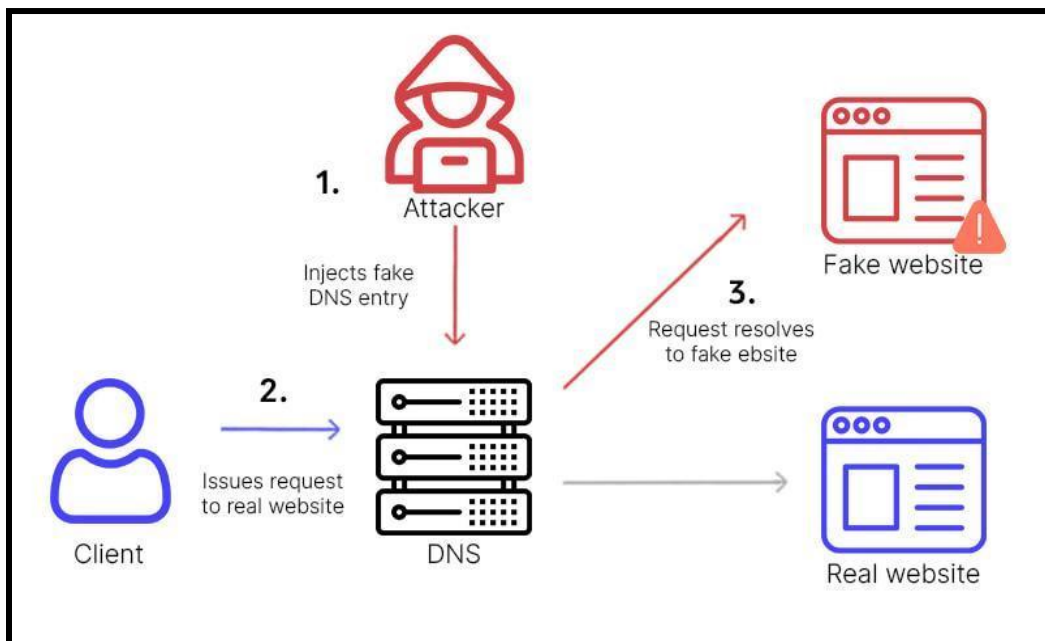 1.
Attacker
Injects fake
DNS entry
Fake website
3.
Request resolves
to fake ebsite
2.
Issues request
to real website
Client
DNS
Real website